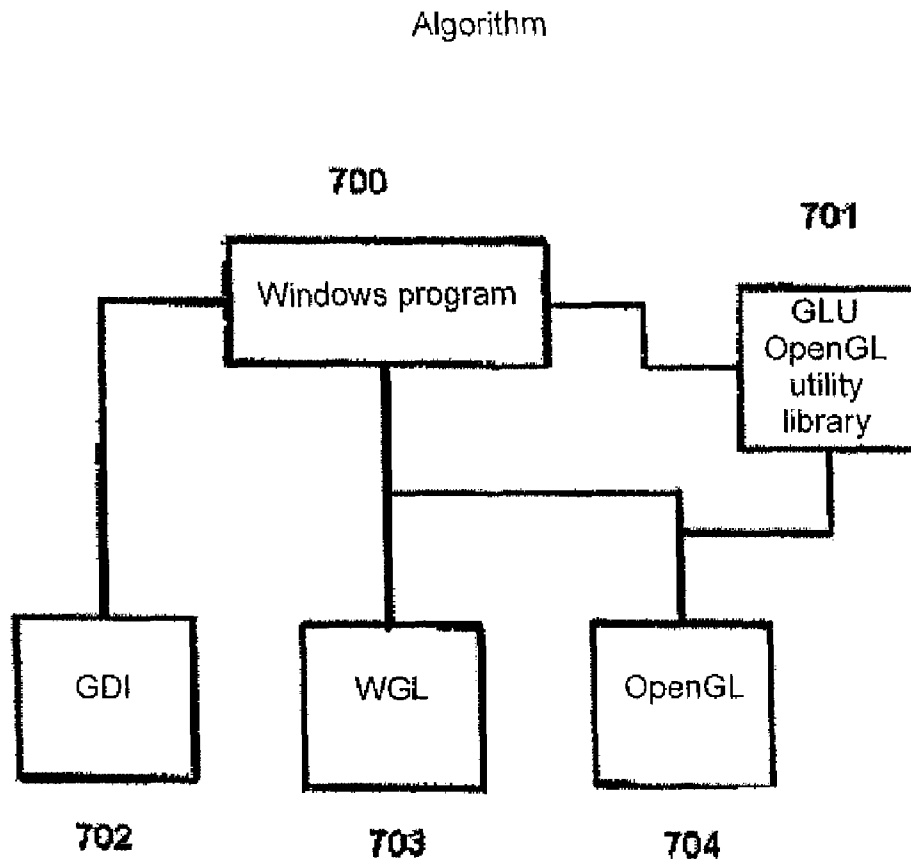 Algorithm
700
701
Windows program
GLU
OpenGL
utility
library
GDI
WGL
OpenGL
702
703
704